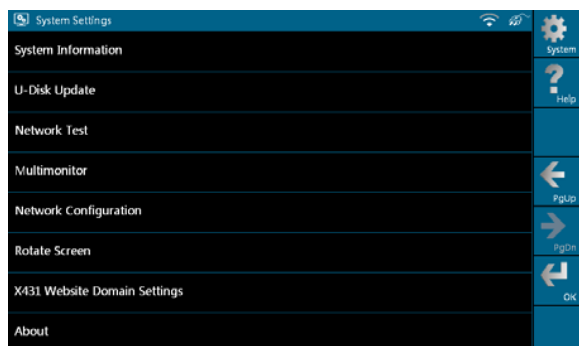 System Settings
System Information
U-Disk Update
Network Test
Multimonitor
Network Configuration
Rotate Screen
X431 Website Domain Settings
About
System
Help
PgUp
PgDn
OK